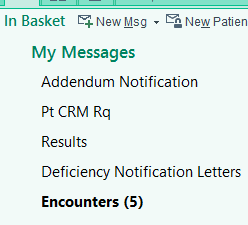 In Basket New Msg New Patien
My Messages
Addendum Notification
Pt CRM Rq
Results
Deficiency Notification Letters
Encounters (5)